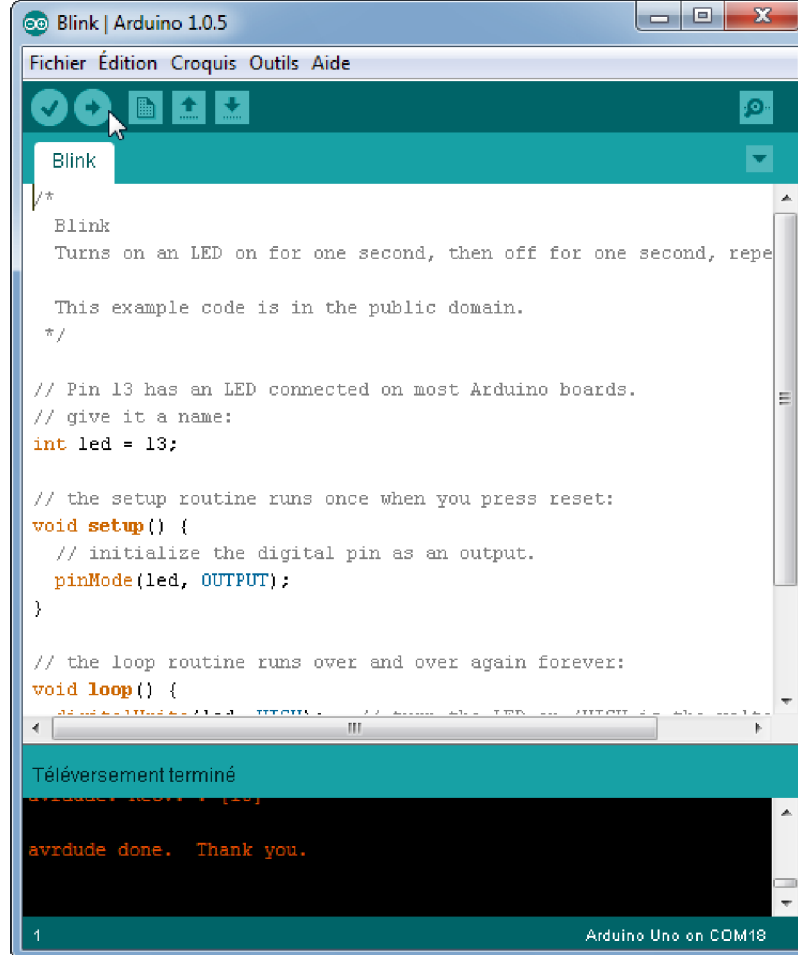 Blink | Arduino 1.0.5
Fichier Édition Croquis Outils Aide
Blink
/*
Blink
Turns on an LED on for one second, then off for one second, repe
This example code is in the public domain.
*/
// Pin 13 has an LED connected on most Arduino boards.
// give it a name:
int led = 13;
// the setup routine runs once when you press reset:
void setup() {
// initialize the digital pin as an output.
pinMode(led, OUTPUT);
}
// the loop routine runs over and over again forever:
void loop() {
Téléversement terminé
avrdude done.  Thank you.
1
Arduino Uno on COM18